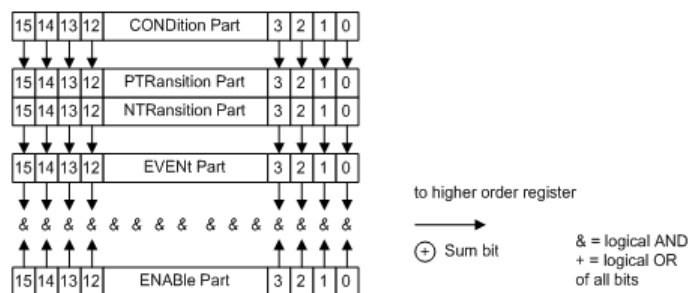 15 14 13 12 CONDition Part 3 2 1 0
15 14 13 12 PTRansition Part 3 2 1 0
15 14 13 12 NTRansition Part 3 2 1 0
15 14 13 12 EVENt Part 3 2 1 0
to higher order register
& & & & & & & & & & & & & & & &
+ Sum bit
& = logical AND
+ = logical OR
of all bits
15 14 13 12 ENABle Part 3 2 1 0